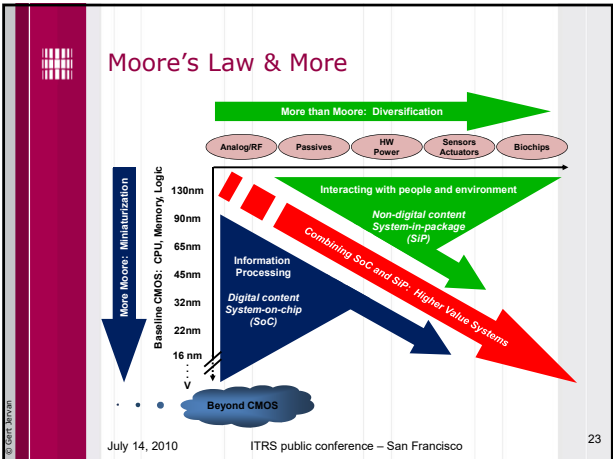 Moore's Law & More
More than Moore: Diversification
Analog/RF
Passives
HW
Power
Sensors
Actuators
Biochips
More Moore: Miniaturization
Baseline CMOS: CPU, Memory, Logic
130nm
90nm
65nm
45nm
32nm
22nm
16 nm
.
.
.
V
Interacting with people and environment
Non-digital content
System-in-package
(SiP)
Combining SoC and SiP: Higher Value Systems
Information
Processing
Digital content
System-on-chip
(SoC)
Beyond CMOS
© Gert Jervan
July 14, 2010
ITRS public conference – San Francisco
23